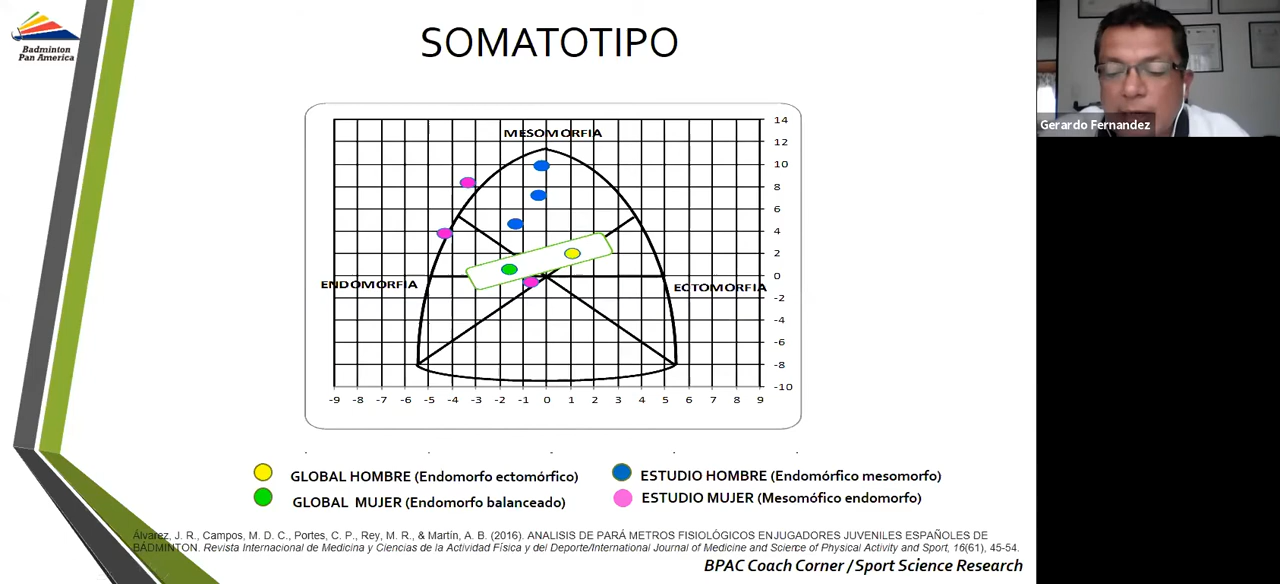 Badminton
Pan America
SOMATOTIPO
Gerardo Fernandez
MESOMORFIA
14
12
10
8
6
4
2
0
-2
-4
-6
-8
-10
ENDOMORFIA
ECTOMORFIA
-9 -8 -7 -6 -5 -4 -3 -2 -1 0 1 2 3 4 5 6 7 8 9
GLOBAL HOMBRE (Endomorfo ectomórfico)
ESTUDIO HOMBRE (Endomórfico mesomorfo)
GLOBAL MUJER (Endomorfo balanceado)
ESTUDIO MUJER (Mesomófico endomorfo)
Álvarez, J. R., Campos, M. D. C., Portes, C. P., Rey, M. R., & Martín, A. B. (2016). ANALISIS DE PARÁ METROS FISIOLÓGICOS ENJUGADORES JUVENILES ESPAÑOLES DE
BÁDMINTON. Revista Internacional de Medicina y Ciencias de la Actividad Física y del Deporte/International Journal of Medicine and Science of Physical Activity and Sport, 16(61), 45-54.
BPAC Coach Corner / Sport Science Research